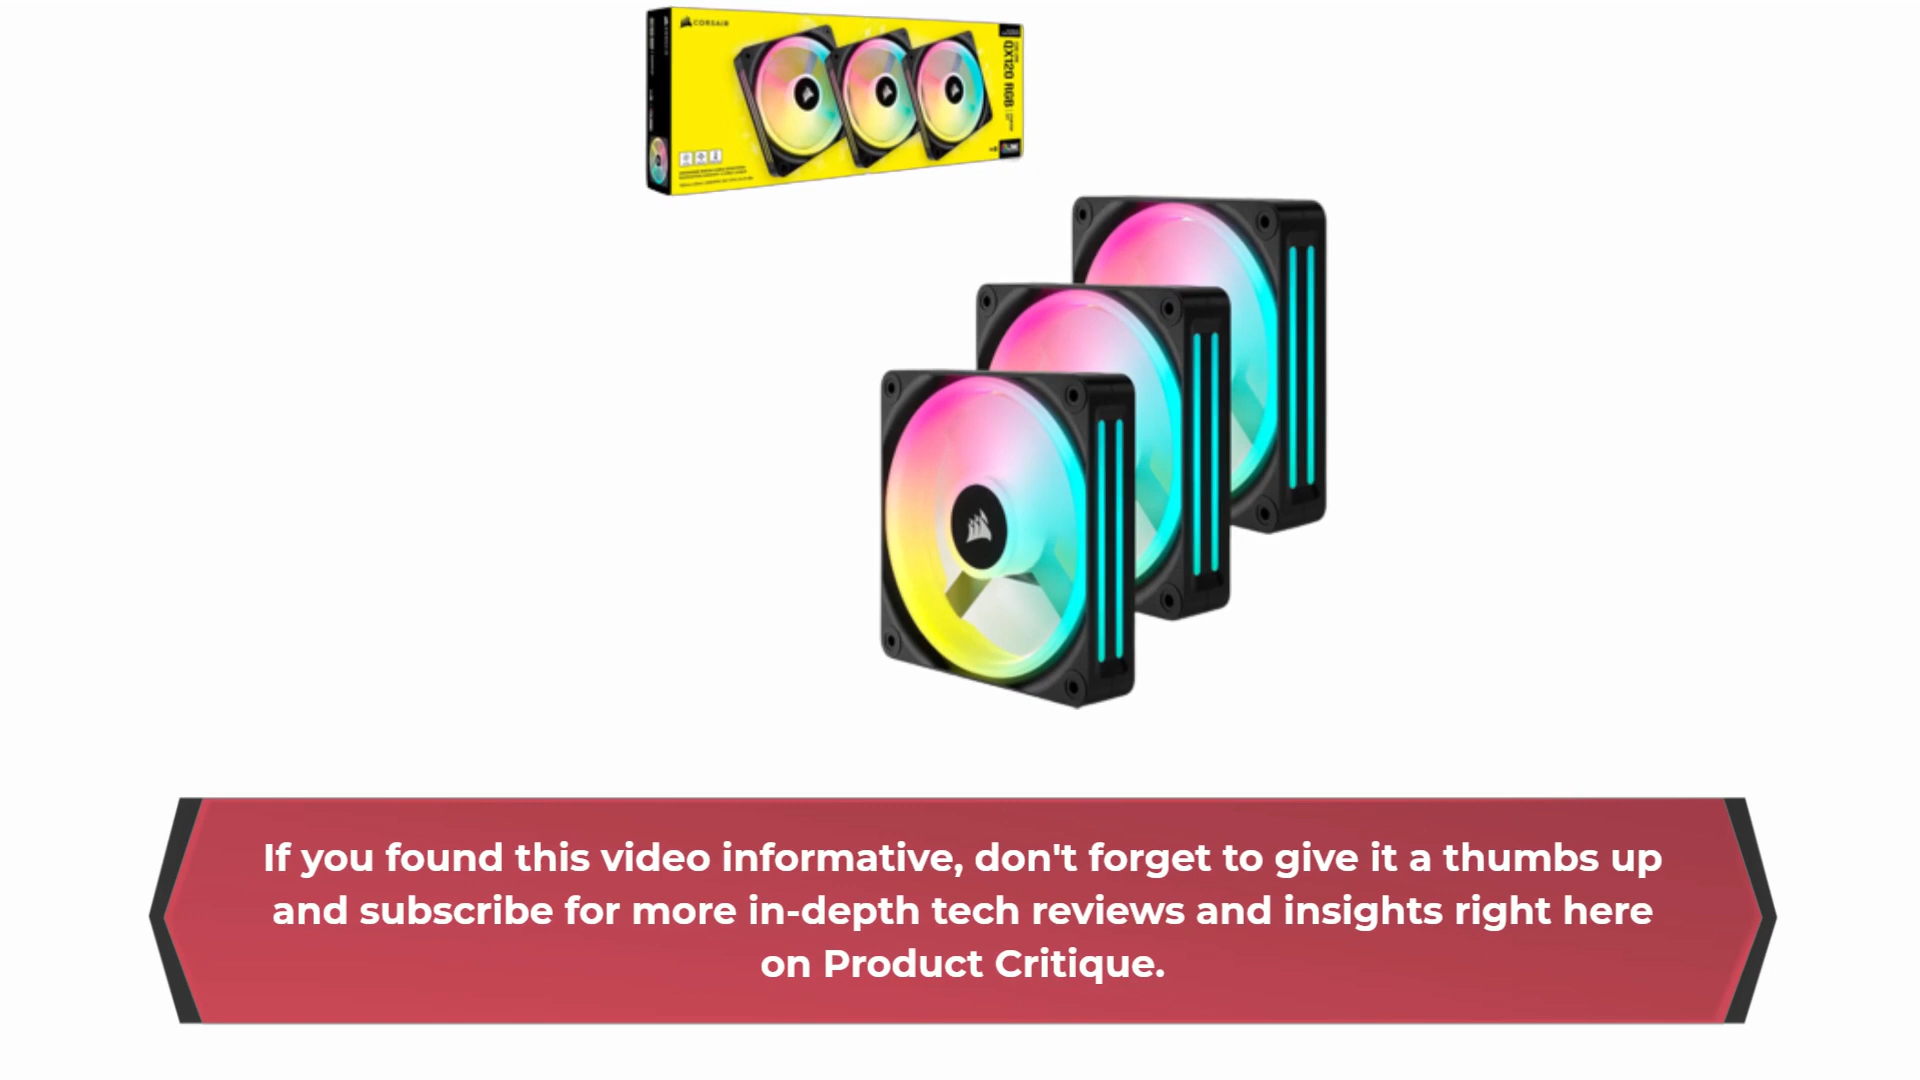 CORSAIR
QX120 RGB
If you found this video informative, don't forget to give it a thumbs up
and subscribe for more in-depth tech reviews and insights right here
on Product Critique.